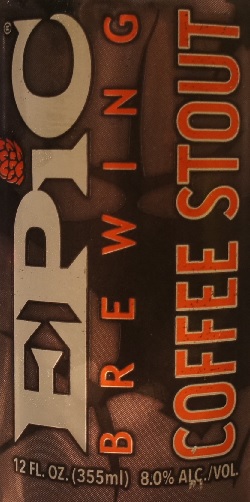 EPIC®
BREWING
COFFEE STOUT
12 FL. OZ. (355ml) 8.0% ALC./VOL.